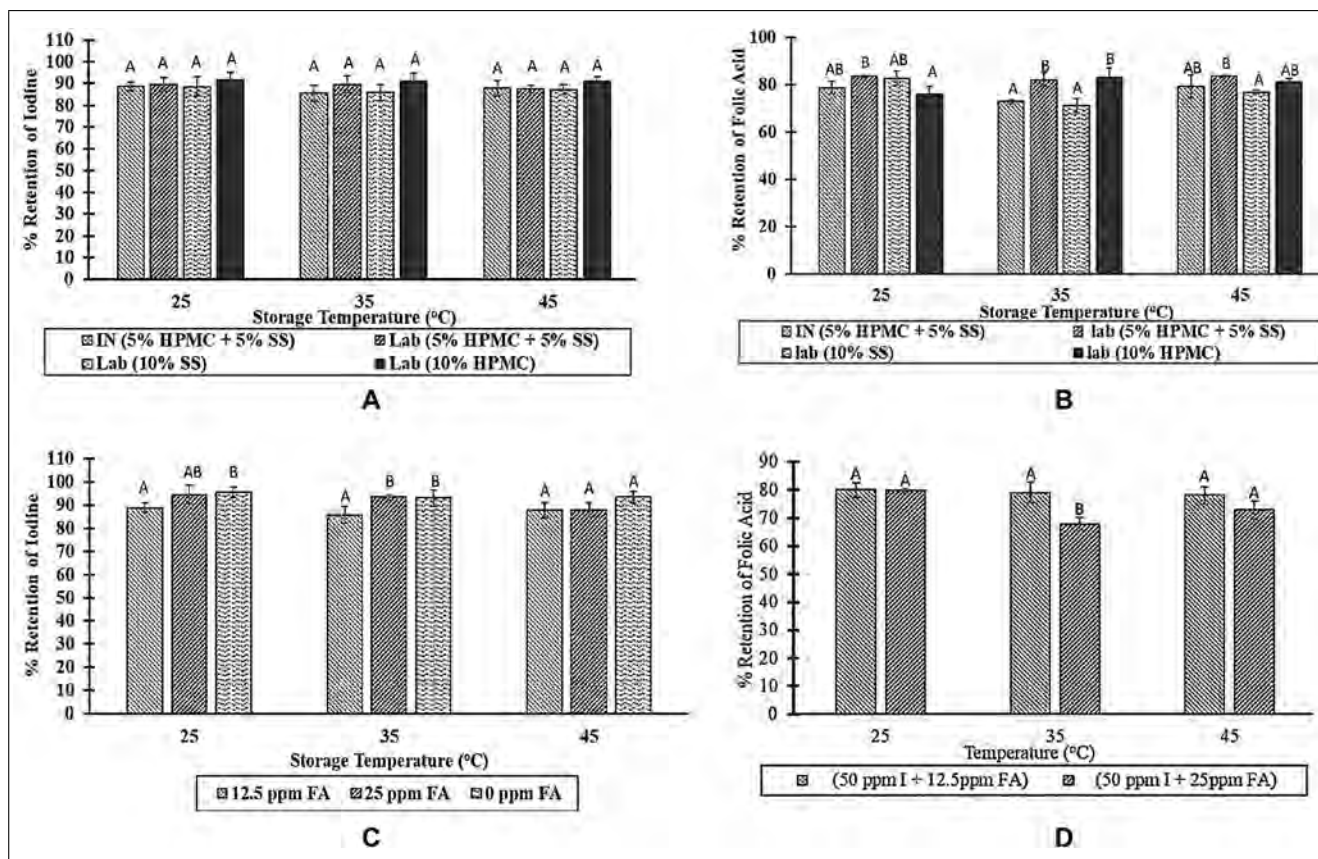 110
100
90
80
70
60
50
40
30
20
10
0
% Retention of Iodine
A A A A A A A A A A A A
25 35 45
Storage Temperature (°C)
IN (5% HPMC + 5% SS) Lab (5% HPMC + 5% SS)
Lab (10% SS) Lab (10% HPMC)
A
100
80
60
40
20
0
% Retention of Folic Acid
AB B AB A A B A B AB B A AB
25 35 45
Storage Temperature (°C)
IN (5% HPMC + 5% SS) lab (5% HPMC + 5% SS)
lab (10% SS) lab (10% HPMC)
B
110
100
90
80
70
60
50
40
30
20
10
0
% Retention of Iodine
A AB B A B B A A A
25 35 45
Storage Temperature (°C)
12.5 ppm FA 25 ppm FA 0 ppm FA
C
90
80
70
60
50
40
30
20
10
0
% Retention of Folic Acid
A A A B A A
25 35 45
Temperature (°C)
(50 ppm I + 12.5ppm FA) (50 ppm I + 25ppm FA)
D